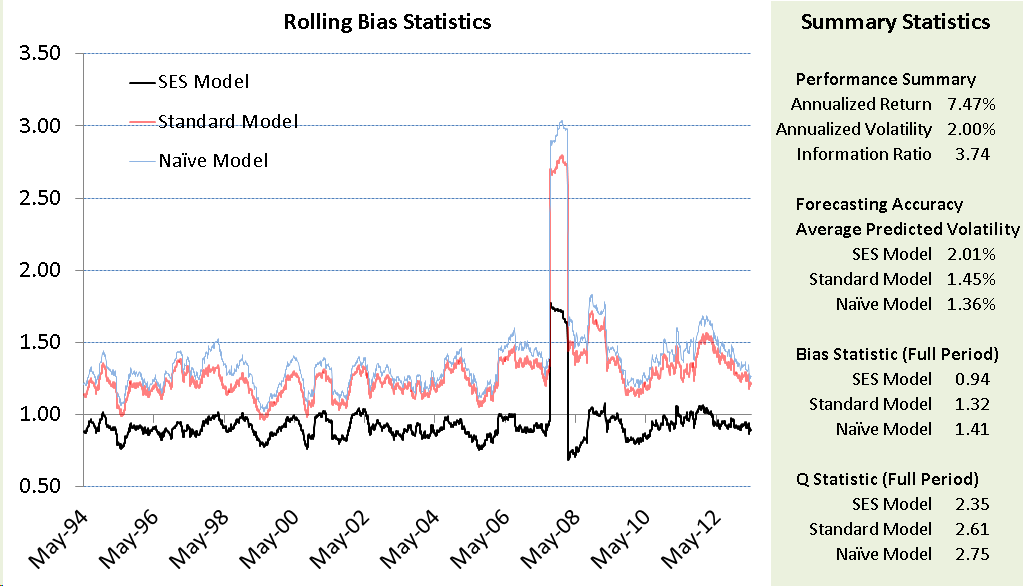 Rolling Bias Statistics
3.50
3.00
2.50
2.00
1.50
1.00
0.50
SES Model
Standard Model
Naïve Model
May-94
May-96
May-98
May-00
May-02
May-04
May-06
May-08
May-10
May-12
Summary Statistics
Performance Summary
Annualized Return 7.47%
Annualized Volatility 2.00%
Information Ratio 3.74
Forecasting Accuracy
Average Predicted Volatility
SES Model 2.01%
Standard Model 1.45%
Naïve Model 1.36%
Bias Statistic (Full Period)
SES Model 0.94
Standard Model 1.32
Naïve Model 1.41
Q Statistic (Full Period)
SES Model 2.35
Standard Model 2.61
Naïve Model 2.75